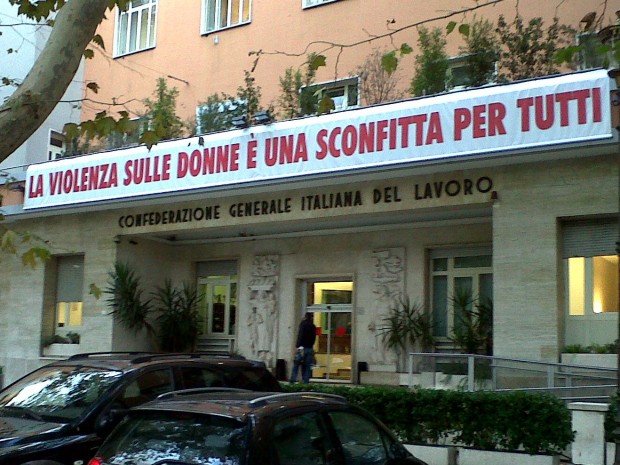 LA VIOLENZA SULLE DONNE È UNA SCONFITTA PER TUTTI
CONFEDERAZIONE GENERALE ITALIANA DEL LAVORO